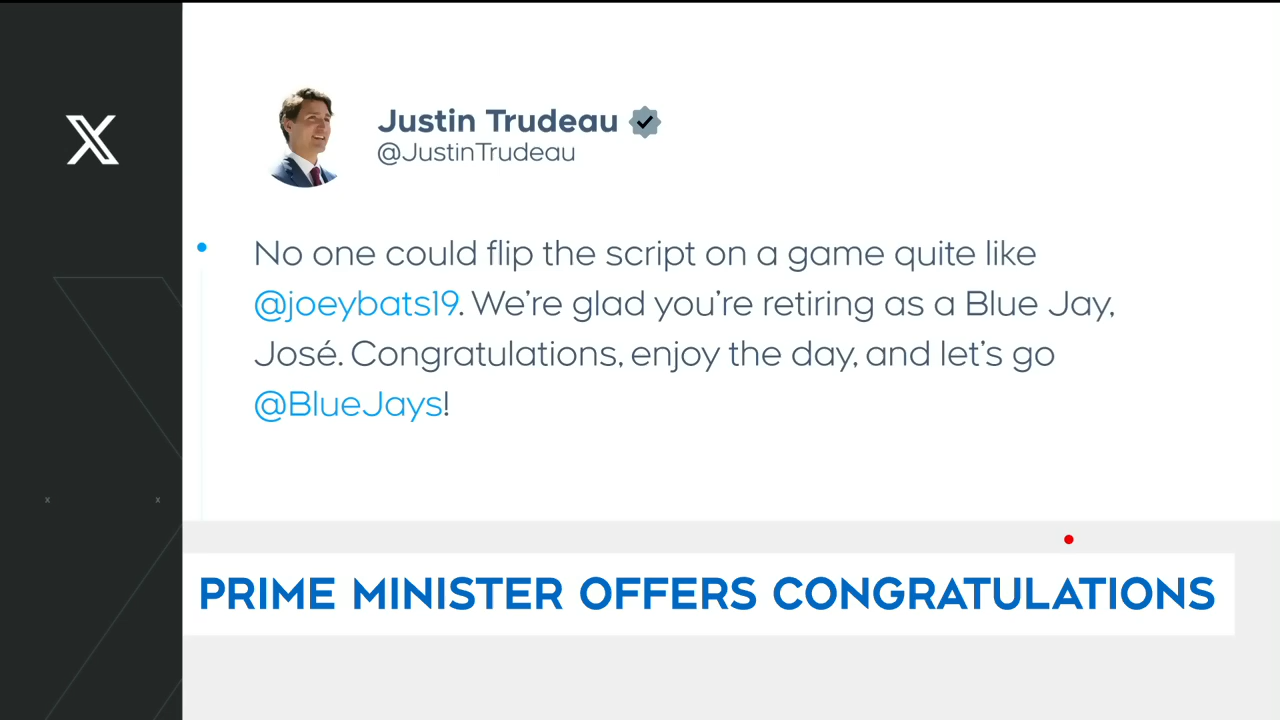 X
Justin Trudeau
@JustinTrudeau
No one could flip the script on a game quite like
@joeybats19. We're glad you're retiring as a Blue Jay,
José. Congratulations, enjoy the day, and let's go
@BlueJays!
x x
PRIME MINISTER OFFERS CONGRATULATIONS